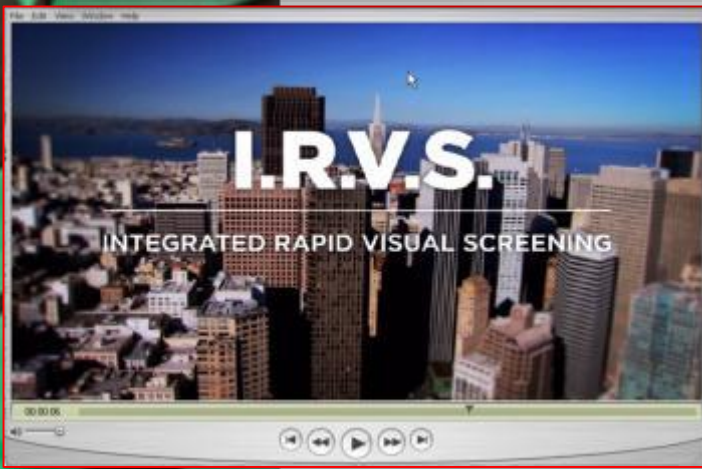 File Edit View Window Help
I.R.V.S.
INTEGRATED RAPID VISUAL SCREENING
00:00:06